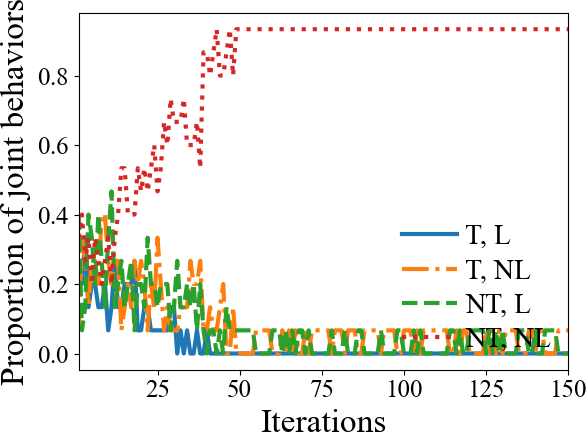 Proportion of joint behaviors
0.8
0.6
0.4
0.2
0.0
T, L
T, NL
NT, L
NT, NL
25 50 75 100 125 150
Iterations